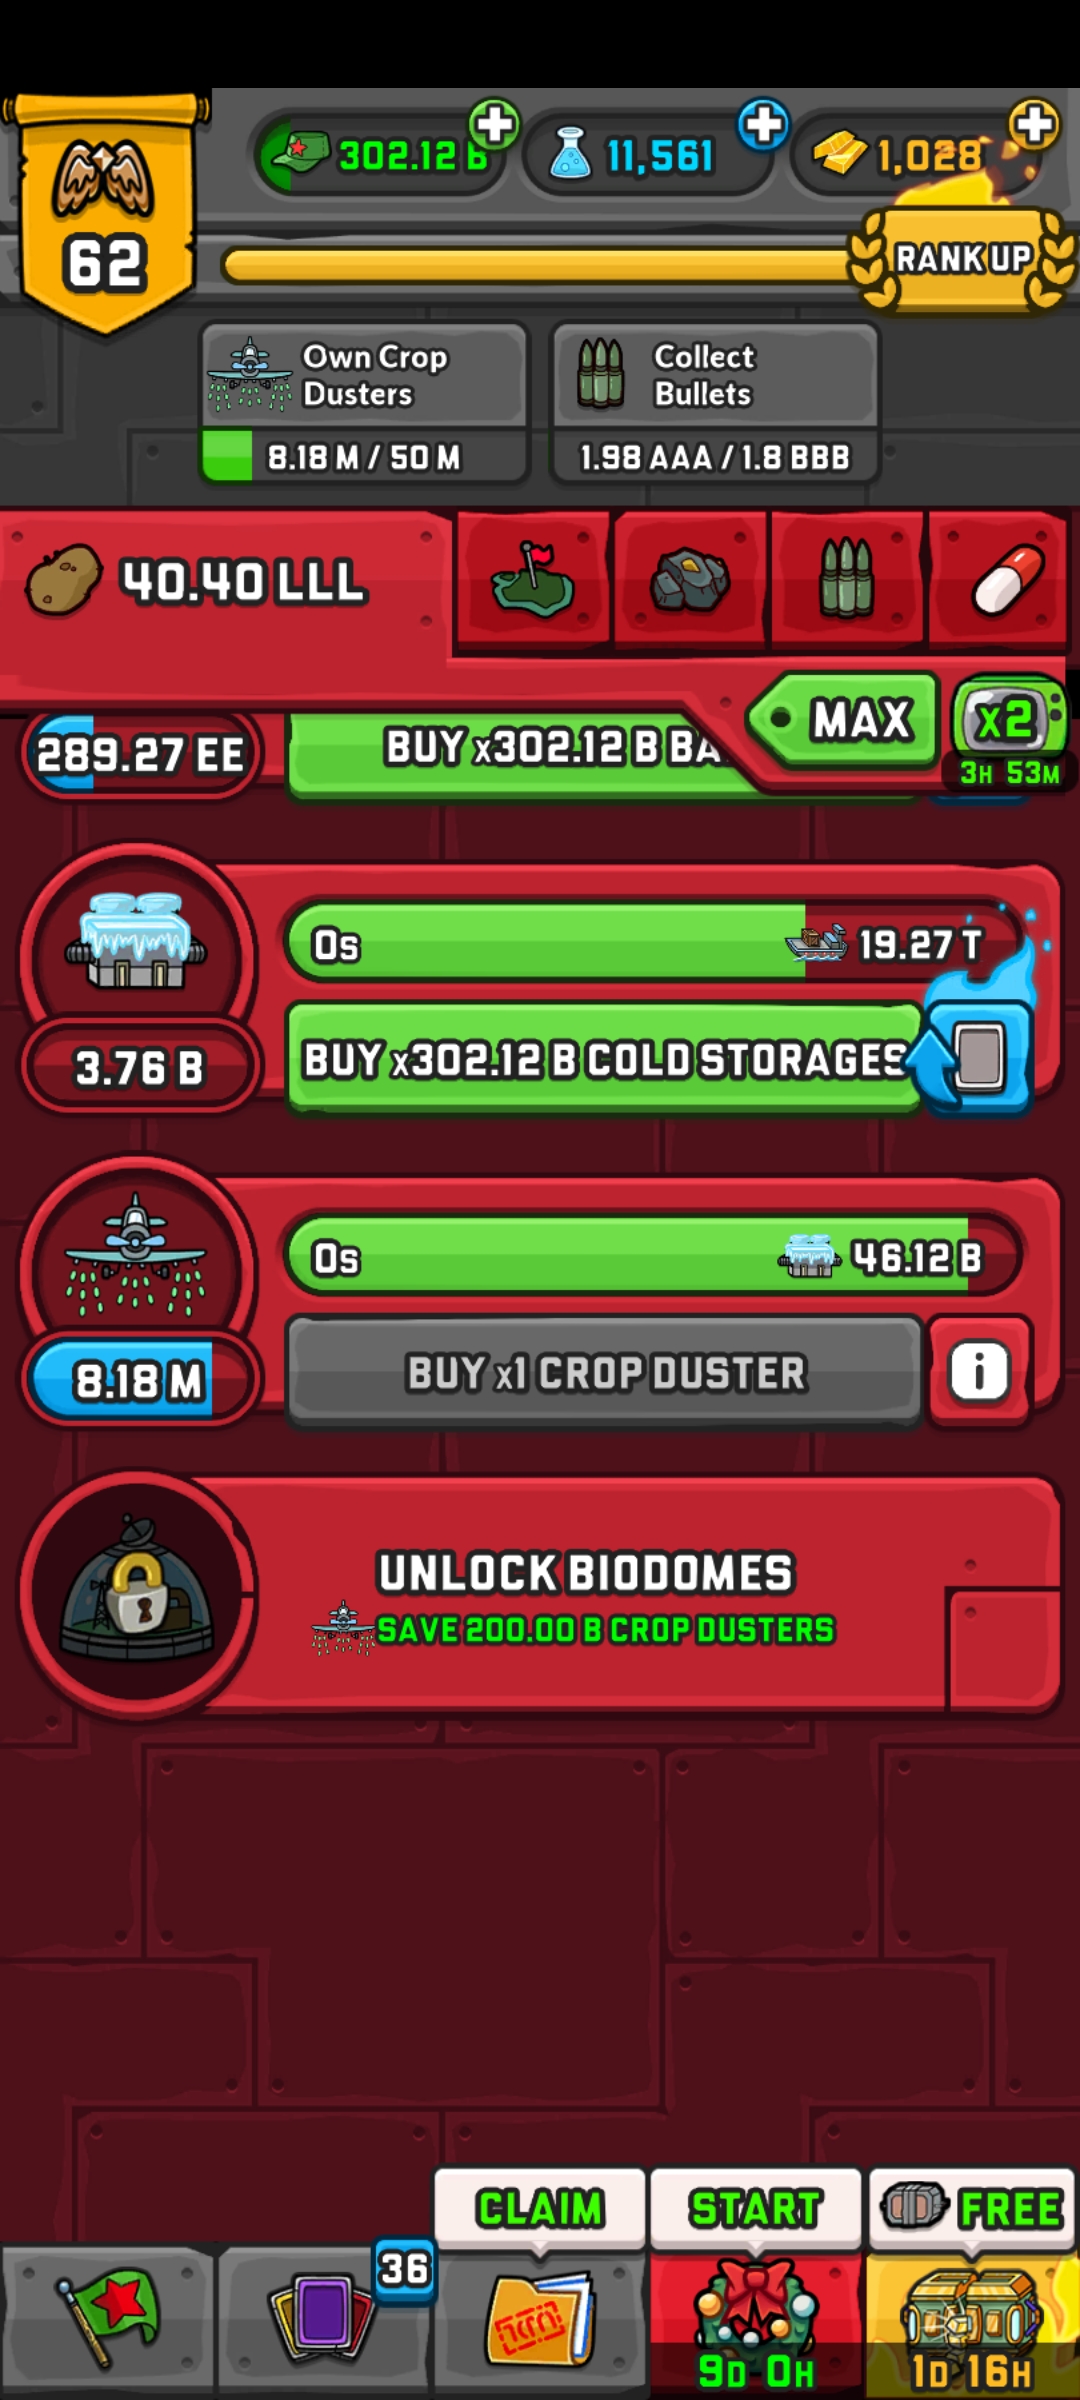 302.12 B
11,561
1,028
62
RANK UP
Own Crop
Dusters
8.18 M / 50 M
Collect
Bullets
1.98 AAA / 1.8 BBB
40.40 LLL
MAX
x2
3H 53M
289.27 EE
BUY x302.12 B BA
0s
19.27 T
3.76 B
BUY x302.12 B COLD STORAGES
0s
46.12 B
8.18 M
BUY x1 CROP DUSTER
i
UNLOCK BIODOMES
SAVE 200.00 B CROP DUSTERS
CLAIM
START
FREE
36
9D 0H
1D 16H